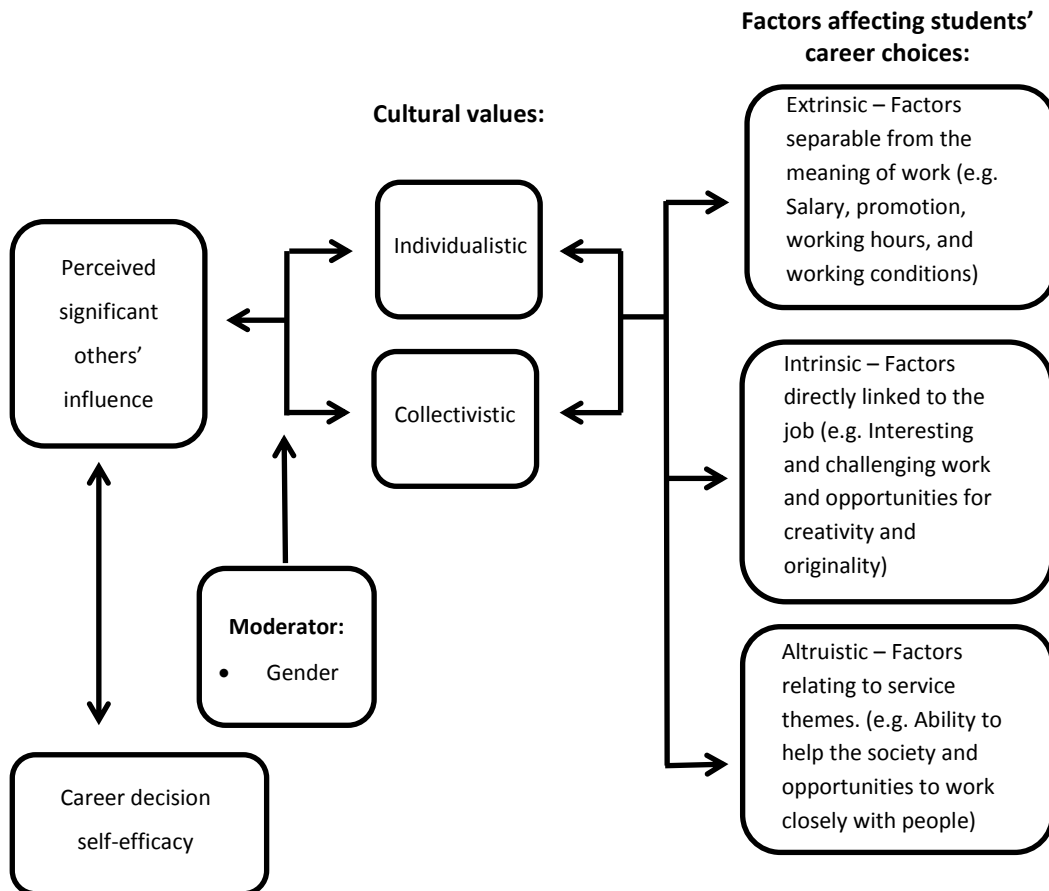 Factors affecting students’
career choices:
Cultural values:
Extrinsic – Factors
separable from the
meaning of work (e.g.
Salary, promotion,
working hours, and
working conditions)
Individualistic
Perceived
significant
others’
influence
Collectivistic
Intrinsic – Factors
directly linked to the
job (e.g. Interesting
and challenging work
and opportunities for
creativity and
originality)
Moderator:
• Gender
Altruistic – Factors
relating to service
themes. (e.g. Ability to
help the society and
opportunities to work
closely with people)
Career decision
self-efficacy